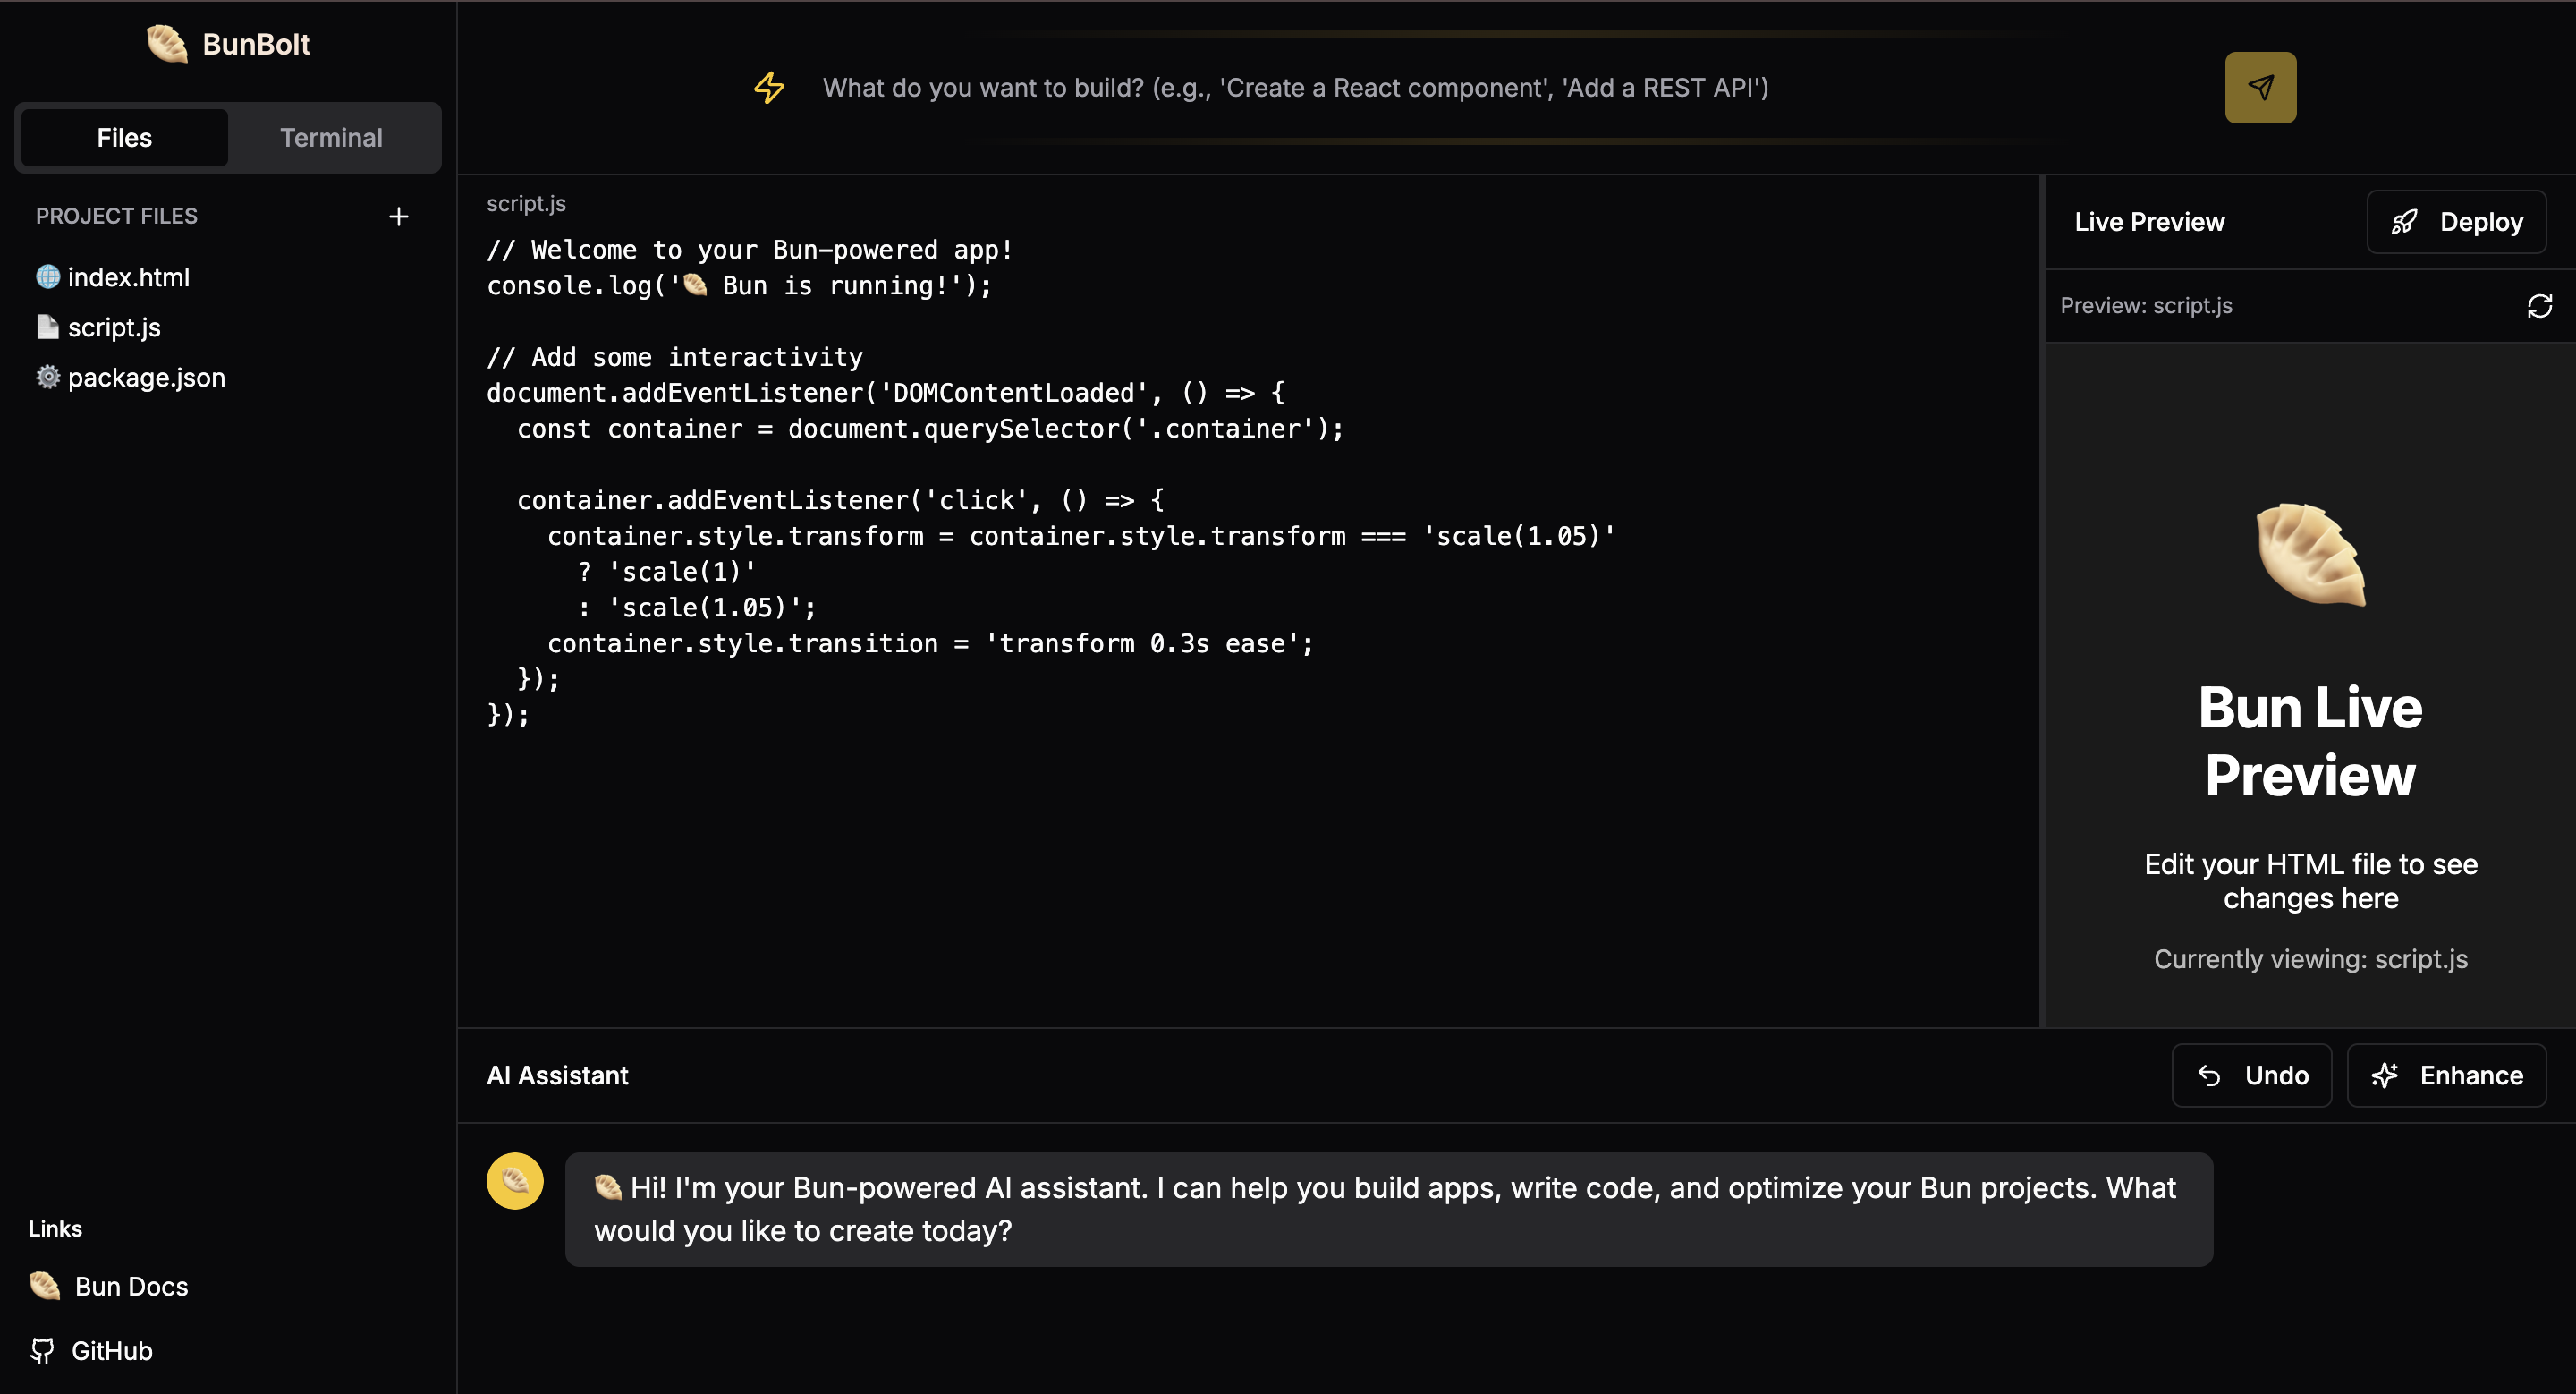 BunBolt
Files
Terminal
PROJECT FILES
index.html
script.js
package.json
Links
Bun Docs
GitHub
What do you want to build? (e.g., 'Create a React component', 'Add a REST API')
script.js
// Welcome to your Bun-powered app!
console.log('🥟 Bun is running!');
// Add some interactivity
document.addEventListener('DOMContentLoaded', () => {
  const container = document.querySelector('.container');
  container.addEventListener('click', () => {
    container.style.transform = container.style.transform === 'scale(1.05)'
      ? 'scale(1)'
      : 'scale(1.05)';
    container.style.transition = 'transform 0.3s ease';
  });
});
Live Preview
Deploy
Preview: script.js
Bun Live
Preview
Edit your HTML file to see
changes here
Currently viewing: script.js
AI Assistant
Undo
Enhance
🥟 Hi! I'm your Bun-powered AI assistant. I can help you build apps, write code, and optimize your Bun projects. What
would you like to create today?